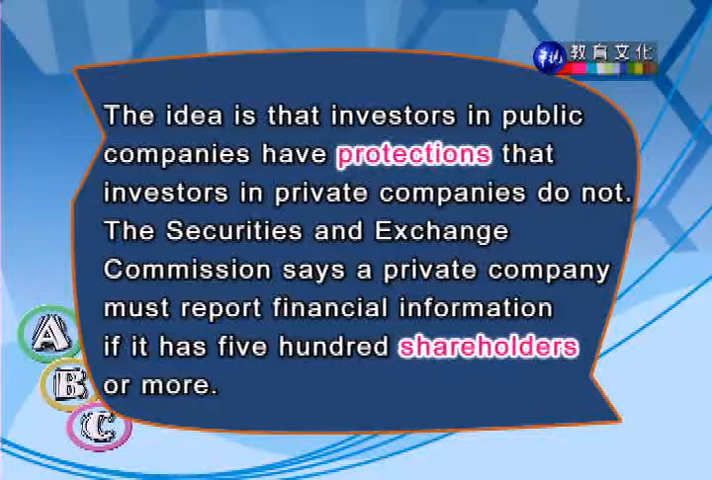 教育文化
The idea is that investors in public
companies have protections that
investors in private companies do not.
The Securities and Exchange
Commission says a private company
must report financial information
if it has five hundred shareholders
or more.
A
B
C